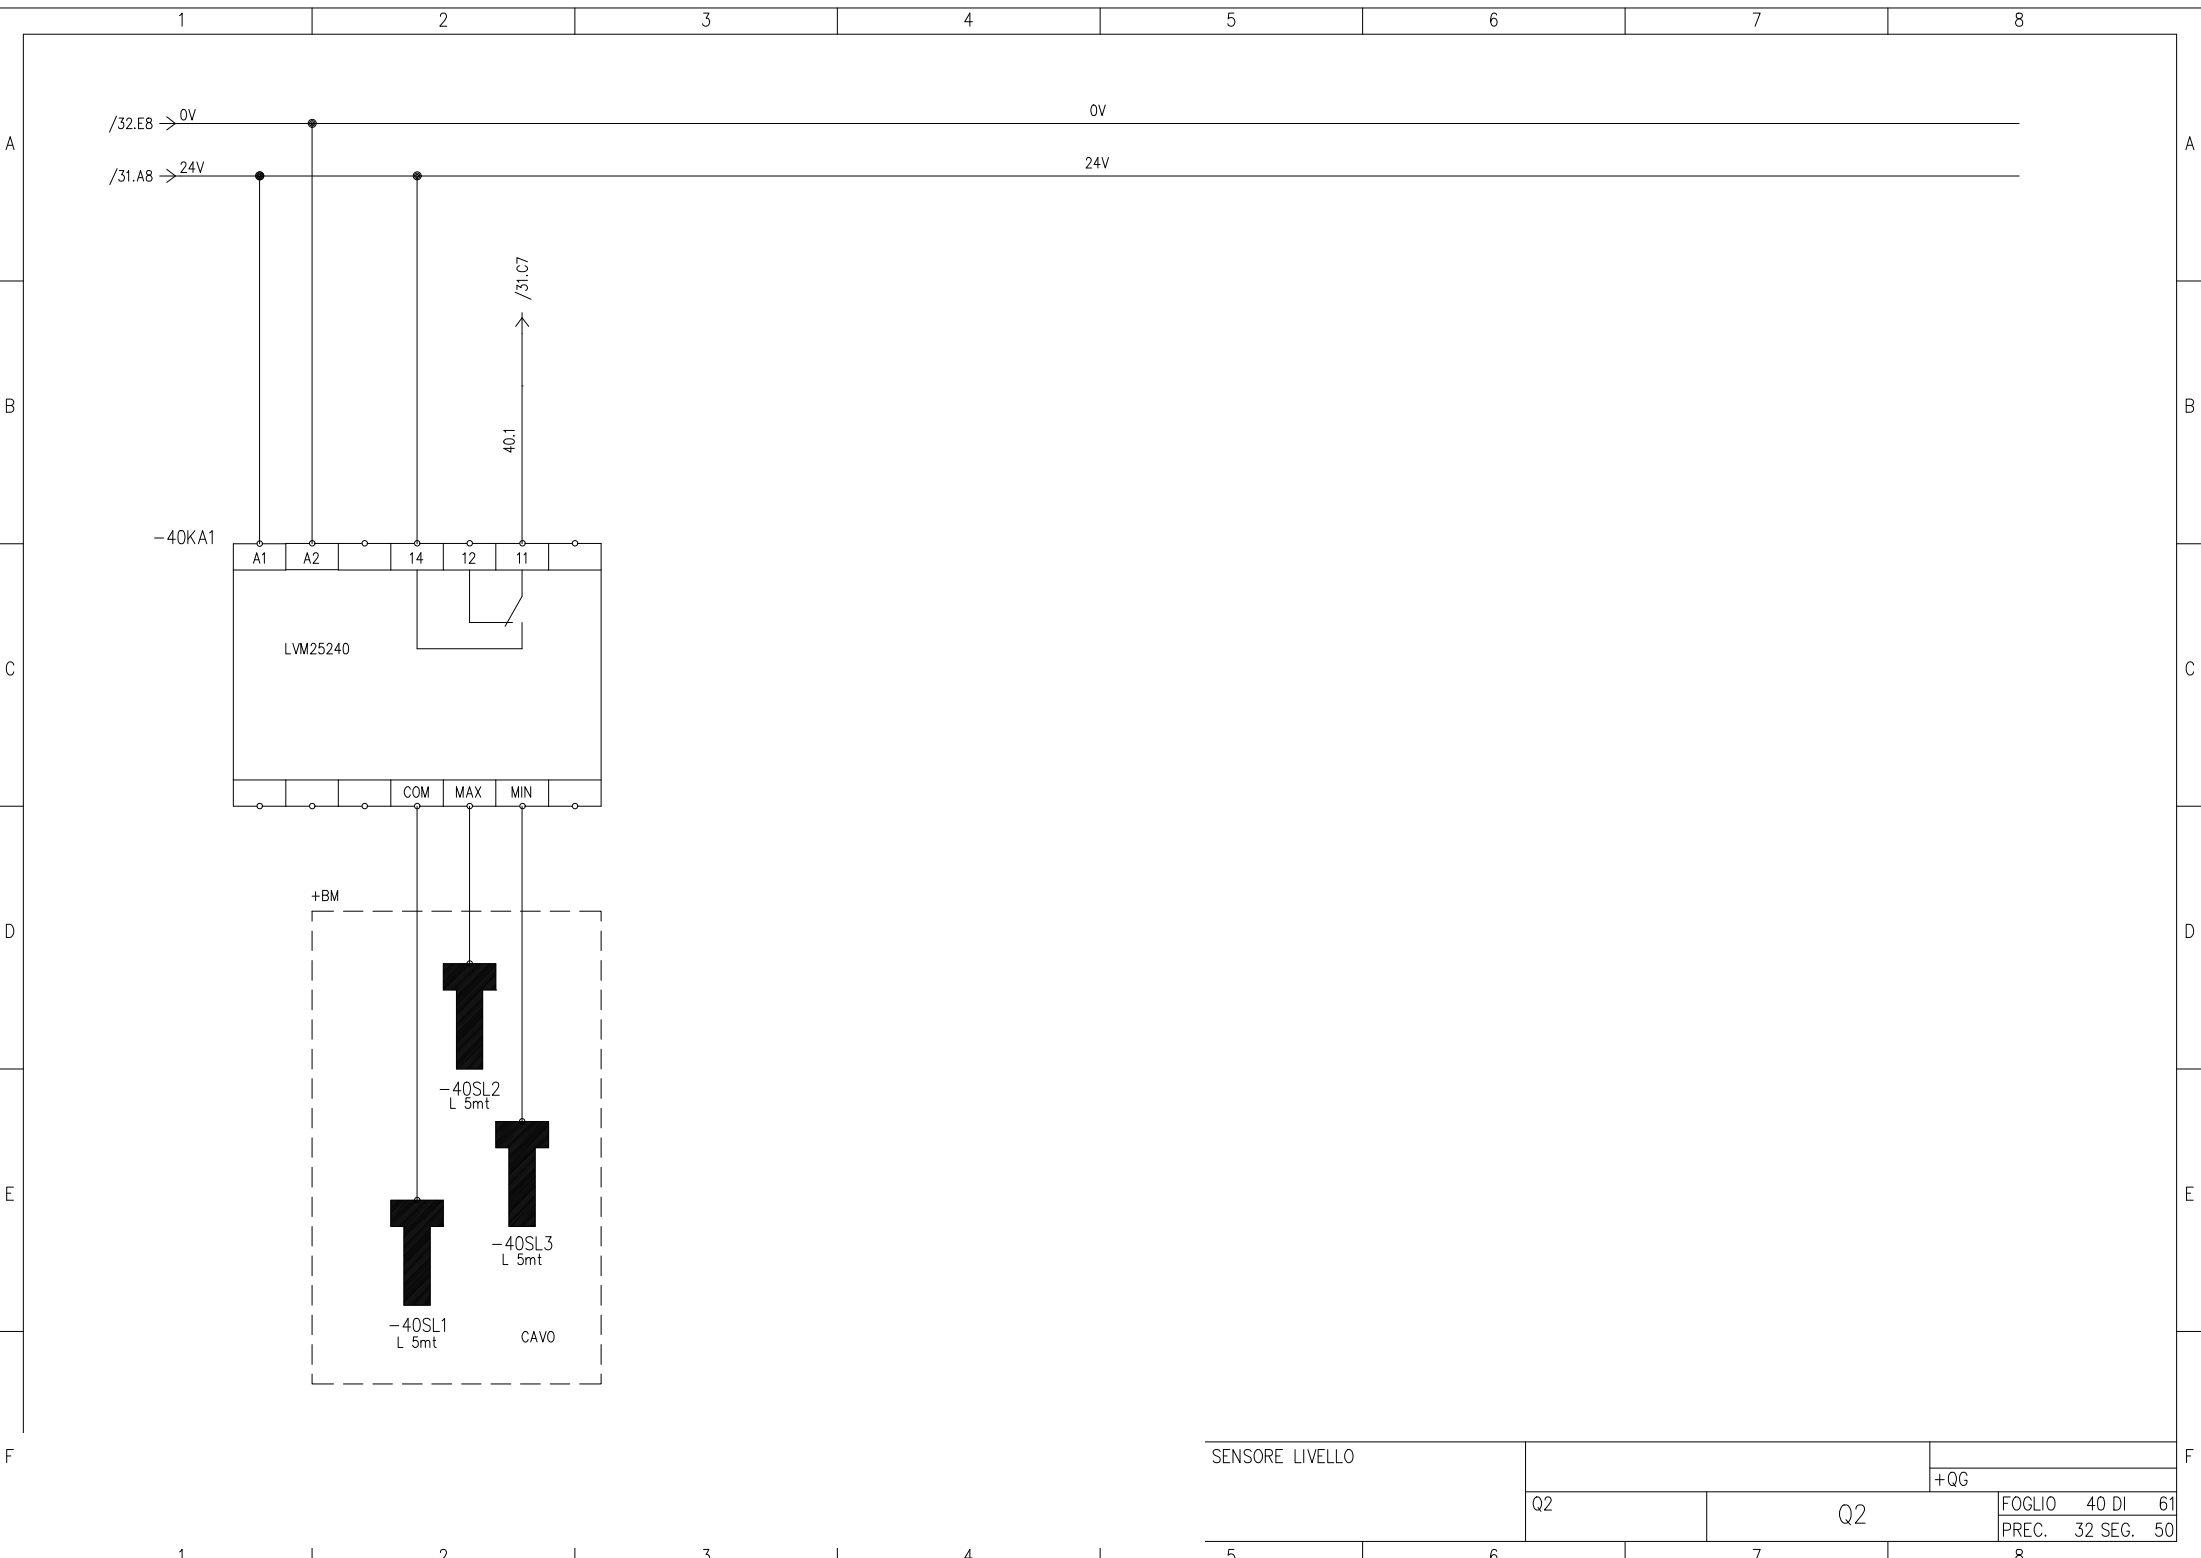 1 2 3 4 5 6 7 8
/32.E8 0V 0V
A A
/31.A8 24V 24V
/31.C7
B B
40.1
-40KA1
A1 A2 14 12 11
LVM25240
C C
COM MAX MIN
+BM
D D
-40SL2
L 5mt
E E
-40SL3
L 5mt
-40SL1
L 5mt
CAVO
F F
SENSORE LIVELLO
+QG
Q2 Q2
FOGLIO 40 DI 61
PREC. 32 SEG. 50
1 2 3 4 5 6 7 8